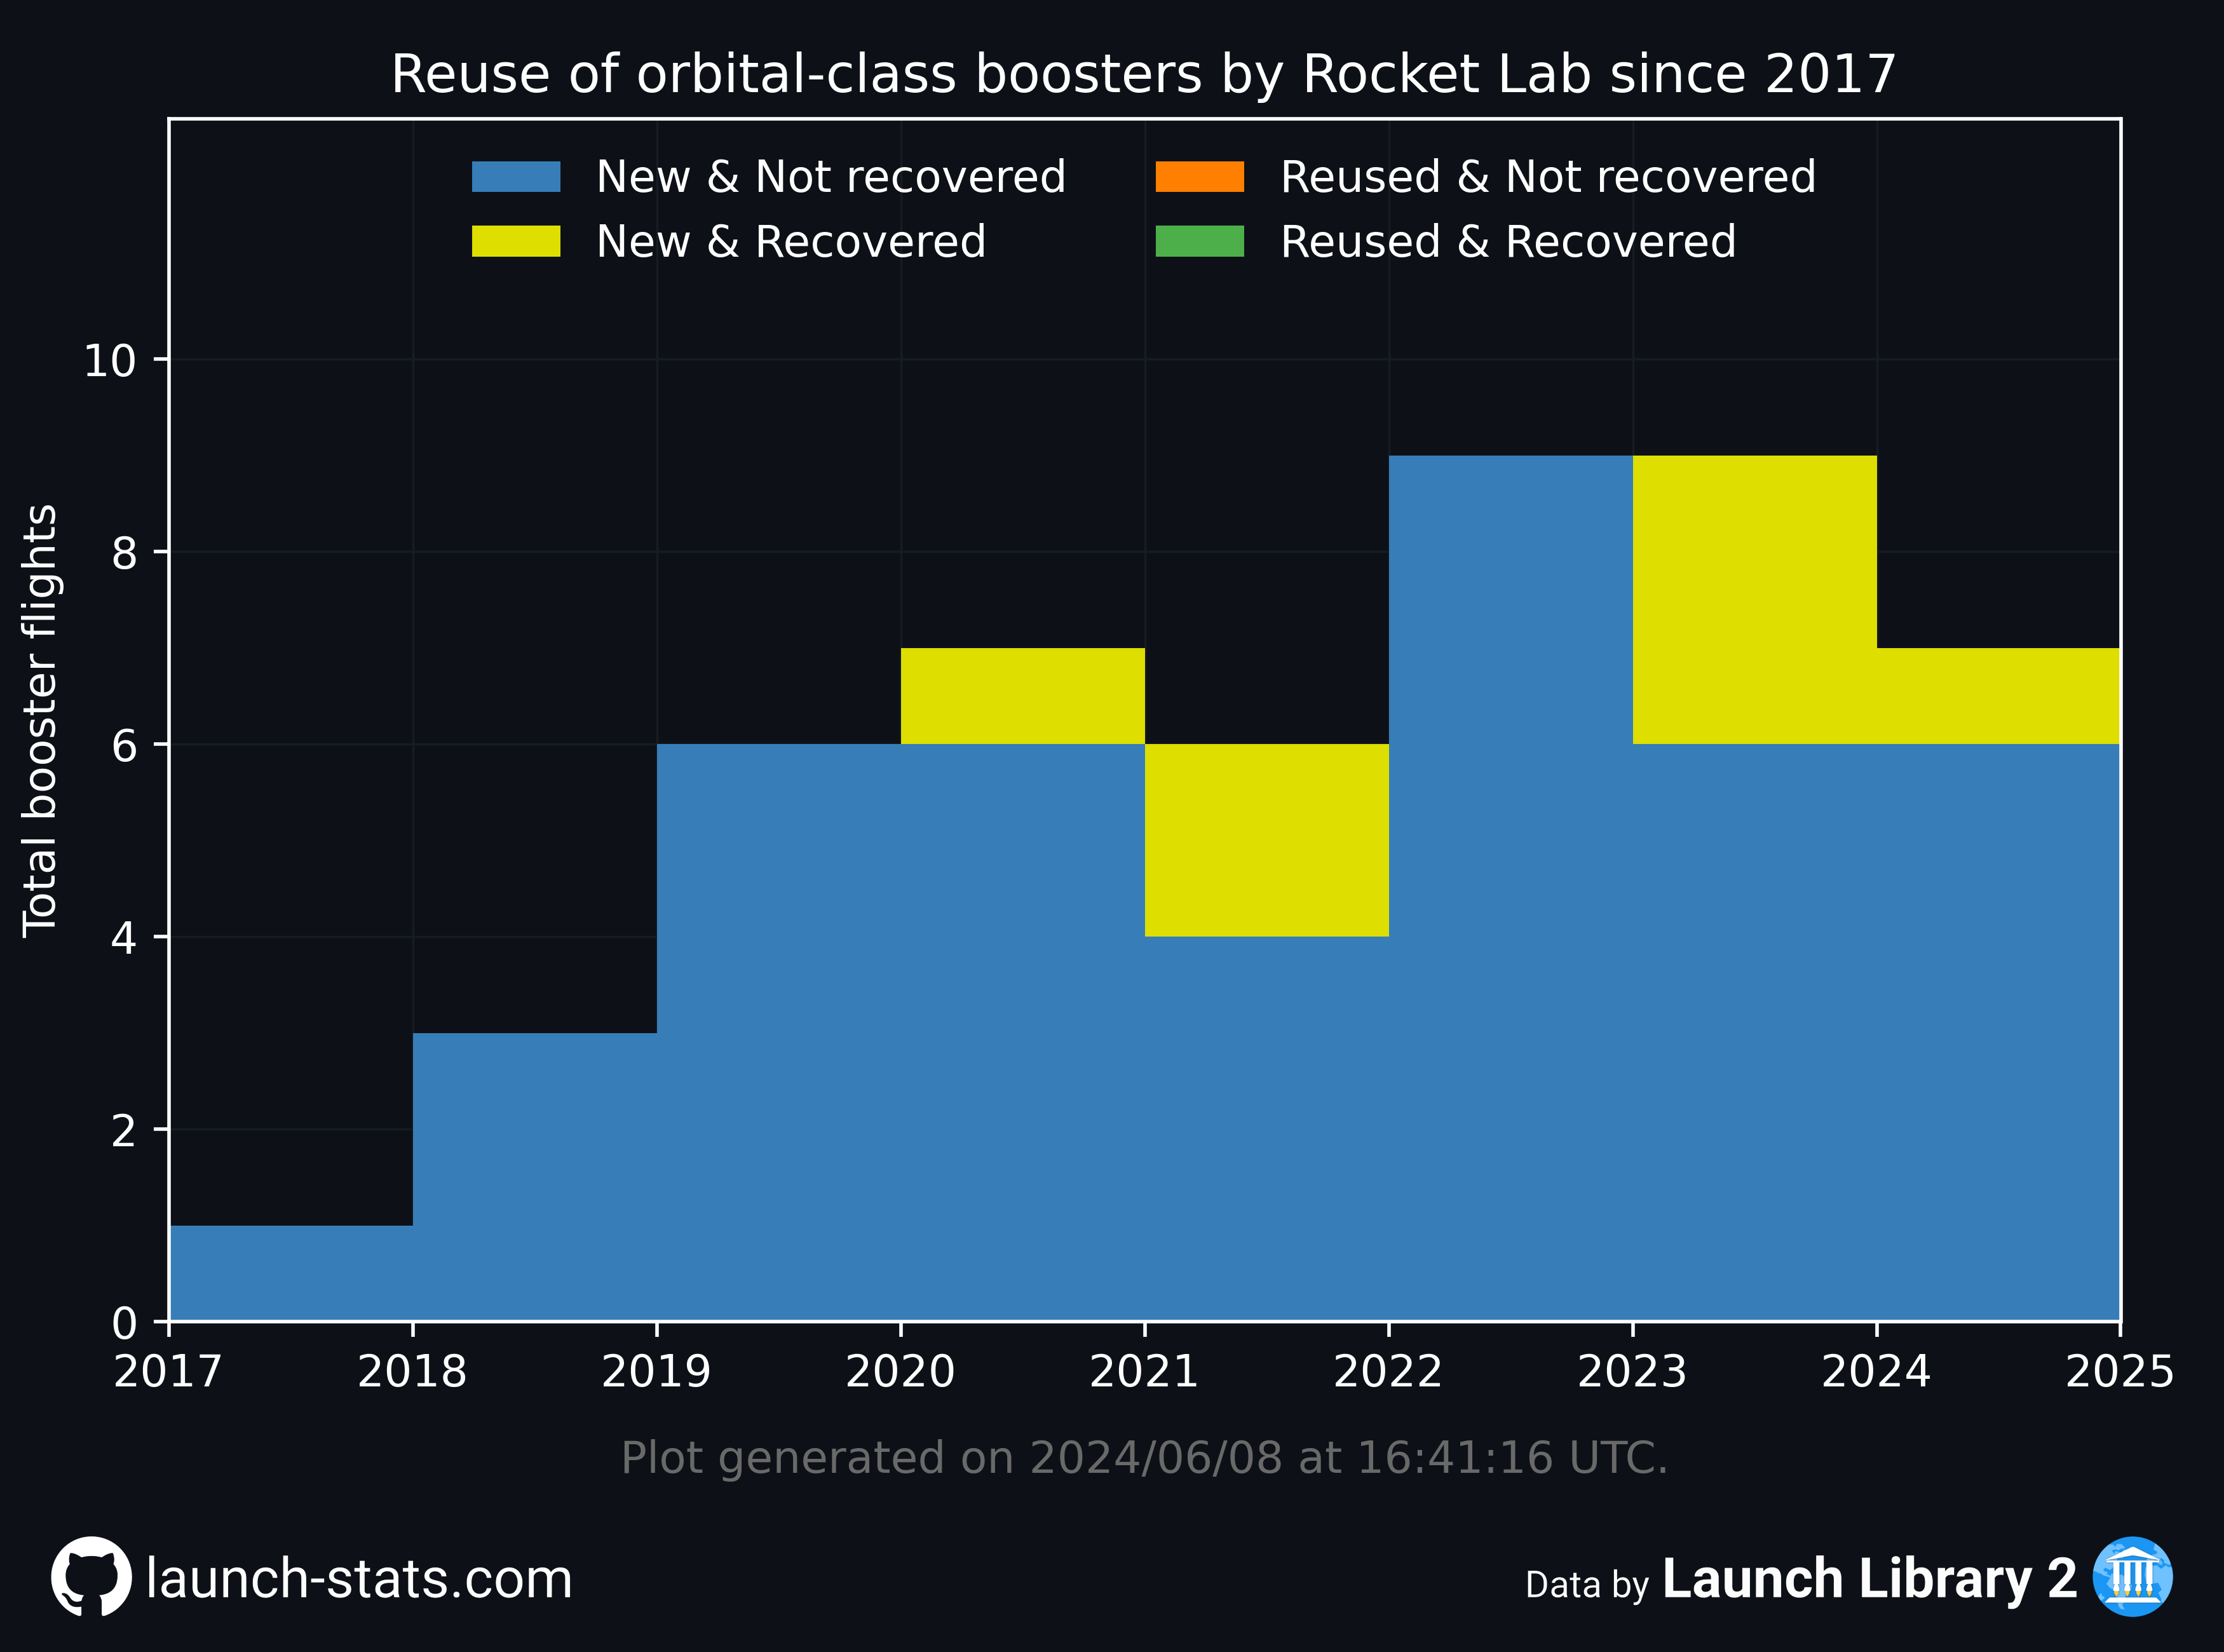 Reuse of orbital-class boosters by Rocket Lab since 2017
New & Not recovered
New & Recovered
Reused & Not recovered
Reused & Recovered
Total booster flights
10
8
6
4
2
0
2017 2018 2019 2020 2021 2022 2023 2024 2025
Plot generated on 2024/06/08 at 16:41:16 UTC.
launch-stats.com
Data by Launch Library 2